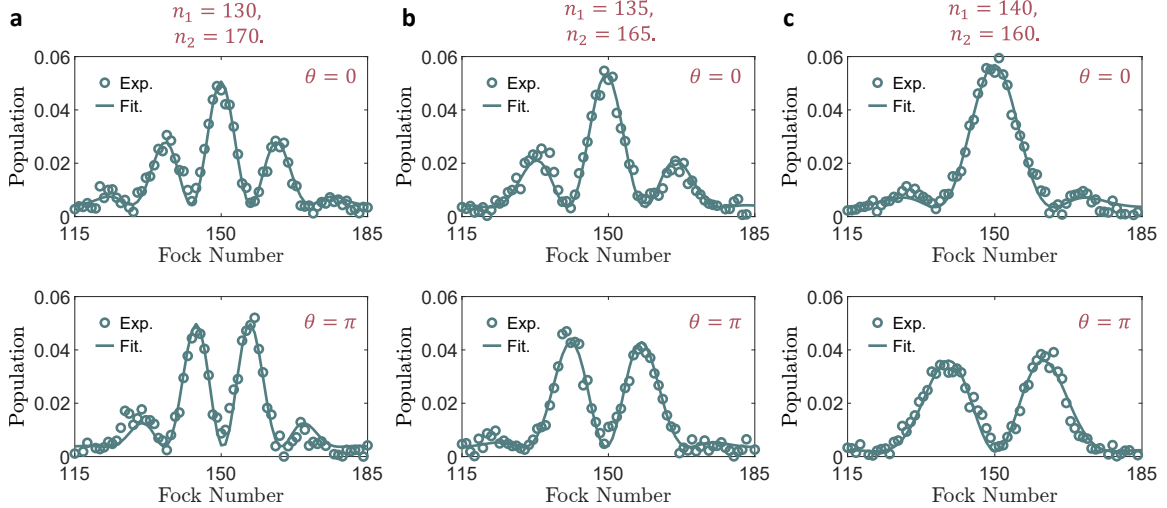 a
n₁ = 130,
n₂ = 170.
b
n₁ = 135,
n₂ = 165.
c
n₁ = 140,
n₂ = 160.
Population
0.06
0.04
0.02
0
Exp.
Fit.
θ = 0
115
150
185
Fock Number
Population
0.06
0.04
0.02
0
Exp.
Fit.
θ = 0
115
150
185
Fock Number
Population
0.06
0.04
0.02
0
Exp.
Fit.
θ = 0
115
150
185
Fock Number
Population
0.06
0.04
0.02
0
Exp.
Fit.
θ = π
115
150
185
Fock Number
Population
0.06
0.04
0.02
0
Exp.
Fit.
θ = π
115
150
185
Fock Number
Population
0.06
0.04
0.02
0
Exp.
Fit.
θ = π
115
150
185
Fock Number